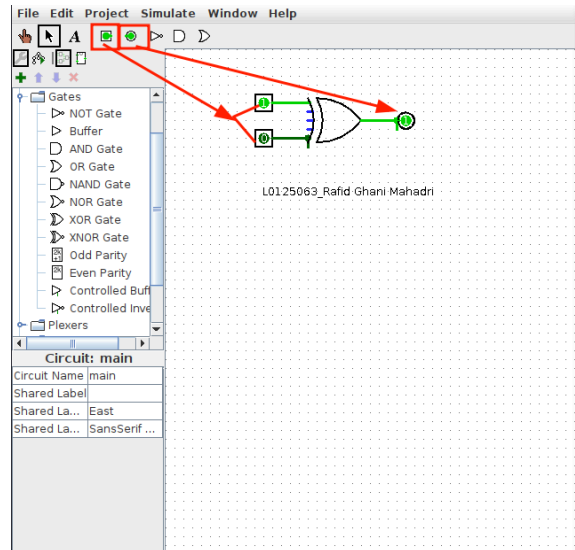 File Edit Project Simulate Window Help
A
Gates
NOT Gate
Buffer
AND Gate
OR Gate
NAND Gate
NOR Gate
XOR Gate
XNOR Gate
Odd Parity
Even Parity
Controlled Buff
Controlled Inve
Plexers
Circuit: main
Circuit Name main
Shared Label
Shared La... East
Shared La... SansSerif ...
1
0
1
L0125063_Rafid Ghani Mahadri